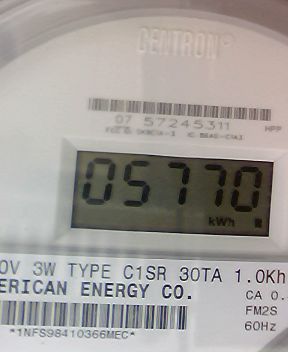 CENTRON®
07 57245311
HPP
05770
kWh
0V 3W TYPE C1SR 30TA 1.0Kh
ERICAN ENERGY CO.
CA 0.
FM2S
*1NFS98410366MEC*
60Hz